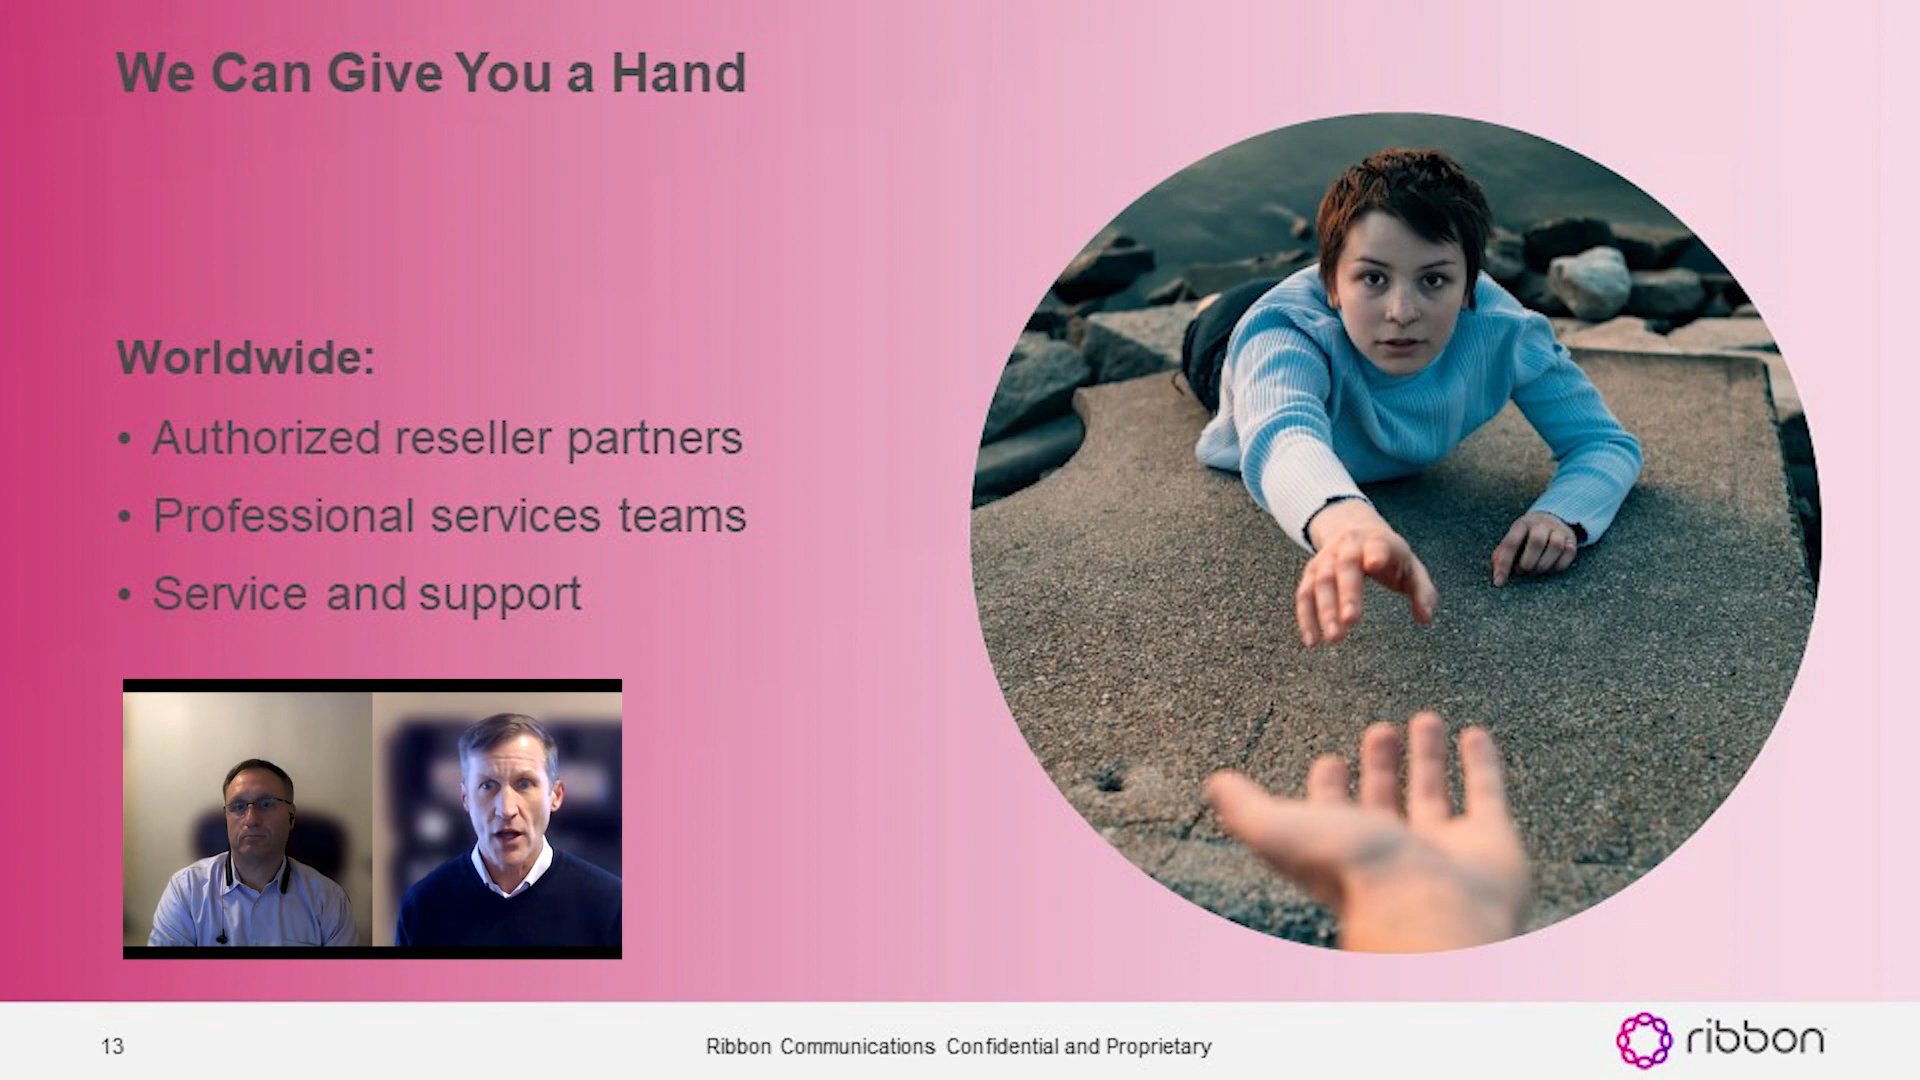 We Can Give You a Hand
Worldwide:
• Authorized reseller partners
• Professional services teams
• Service and support
13
Ribbon Communications Confidential and Proprietary
ribbon